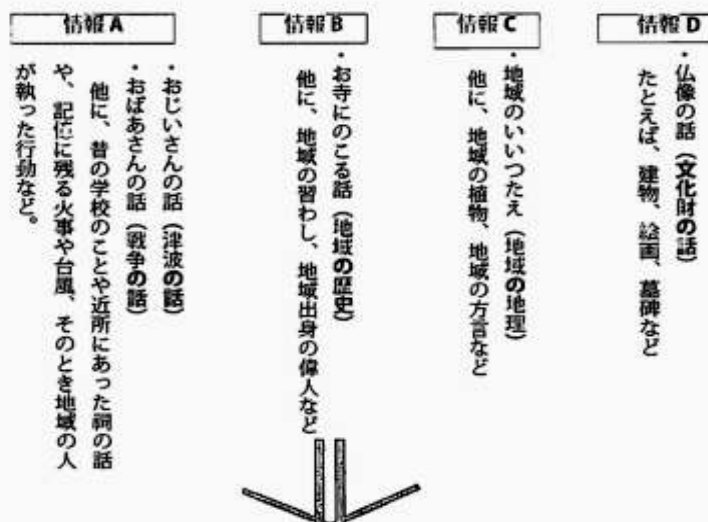 情報D
・仏像の話（文化財の話）
たとえば、建物、絵画、墓碑など
情報C
・地域のいいつたえ（地域の地理）
他に、地域の植物、地域の方言など
情報B
・お寺にのこる話（地域の歴史）
他に、地域の習わし、地域出身の偉人など
情報A
・おじいさんの話（津波の話）
・おばあさんの話（戦争の話）
他に、昔の学校のことや近所にあった祠の話
や、記憶に残る火事や台風、そのとき地域の人
が執った行動など。